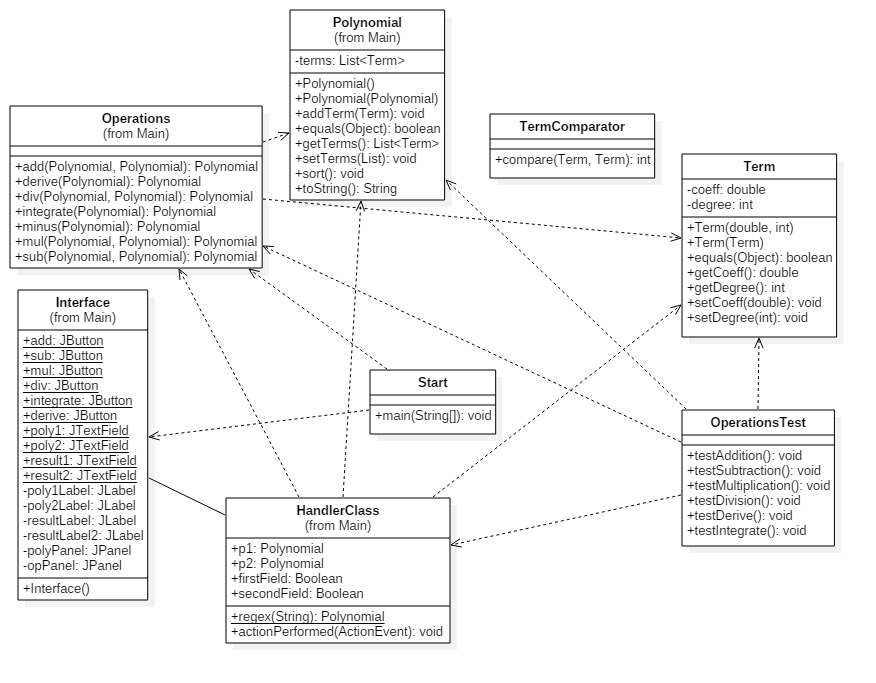 Polynomial
(from Main)
-terms: List<Term>
+Polynomial()
+Polynomial(Polynomial)
+addTerm(Term): void
+equals(Object): boolean
+getTerms(): List<Term>
+setTerms(List): void
+sort(): void
+toString(): String
Operations
(from Main)
+add(Polynomial, Polynomial): Polynomial
+derive(Polynomial): Polynomial
+div(Polynomial, Polynomial): Polynomial
+integrate(Polynomial): Polynomial
+minus(Polynomial): Polynomial
+mul(Polynomial, Polynomial): Polynomial
+sub(Polynomial, Polynomial): Polynomial
TermComparator
+compare(Term, Term): int
Term
-coeff: double
-degree: int
+Term(double, int)
+Term(Term)
+equals(Object): boolean
+getCoeff(): double
+getDegree(): int
+setCoeff(double): void
+setDegree(int): void
Interface
(from Main)
+add: JButton
+sub: JButton
+mul: JButton
+div: JButton
+integrate: JButton
+derive: JButton
+poly1: JTextField
+poly2: JTextField
+result1: JTextField
+result2: JTextField
-poly1Label: JLabel
-poly2Label: JLabel
-resultLabel: JLabel
-resultLabel2: JLabel
-polyPanel: JPanel
-opPanel: JPanel
+Interface()
Start
+main(String[]): void
OperationsTest
+testAddition(): void
+testSubtraction(): void
+testMultiplication(): void
+testDivision(): void
+testDerive(): void
+testIntegrate(): void
HandlerClass
(from Main)
+p1: Polynomial
+p2: Polynomial
+firstField: Boolean
+secondField: Boolean
+regex(String): Polynomial
+actionPerformed(ActionEvent): void